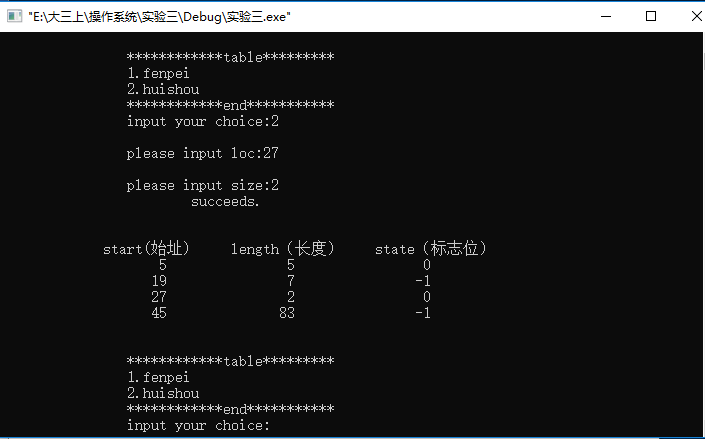 "E:\大三上\操作系统\实验三\Debug\实验三.exe"
************table*********
1.fenpei
2.huishou
************end***********
input your choice:2
please input loc:27
please input size:2
succeeds.
start(始址) length（长度） state（标志位）
5 5 0
19 7 -1
27 2 0
45 83 -1
************table*********
1.fenpei
2.huishou
************end***********
input your choice: